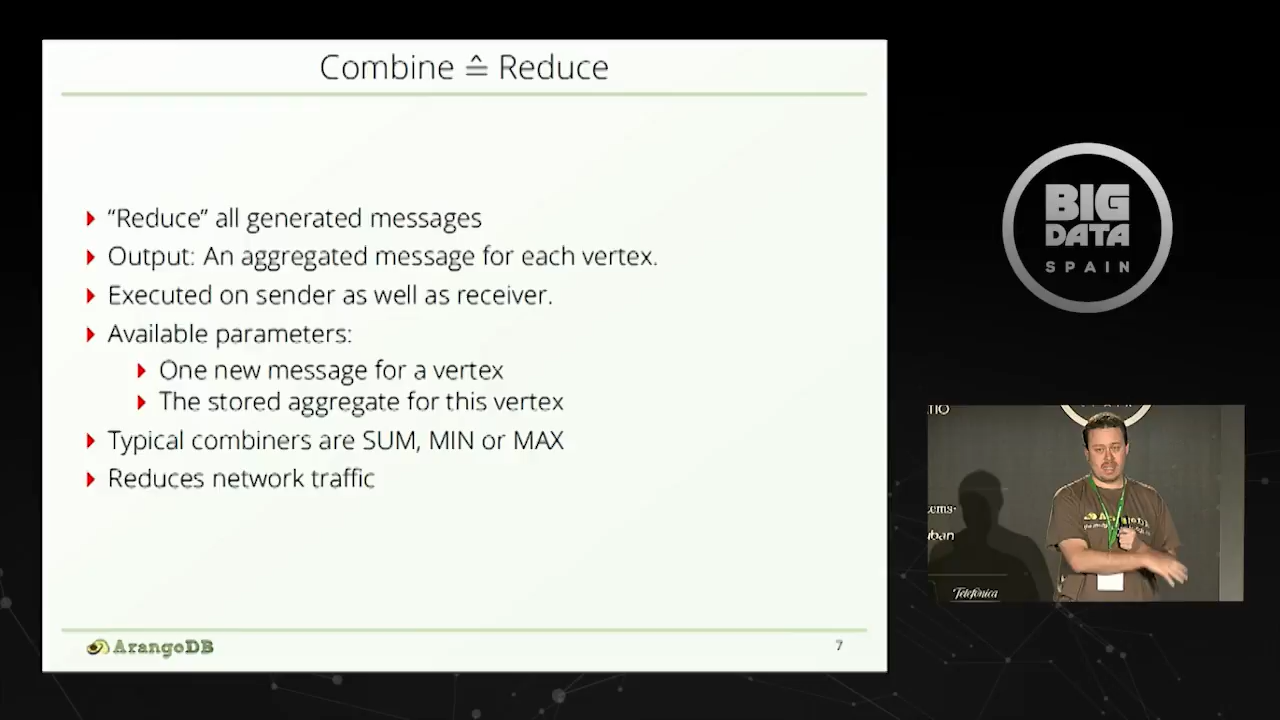 Combine ≙ Reduce
“Reduce” all generated messages
Output: An aggregated message for each vertex.
Executed on sender as well as receiver.
Available parameters:
One new message for a vertex
The stored aggregate for this vertex
Typical combiners are SUM, MIN or MAX
Reduces network traffic
ArangoDB
7
BIG
DATA
SPAIN
ArangoDB
Telefónica